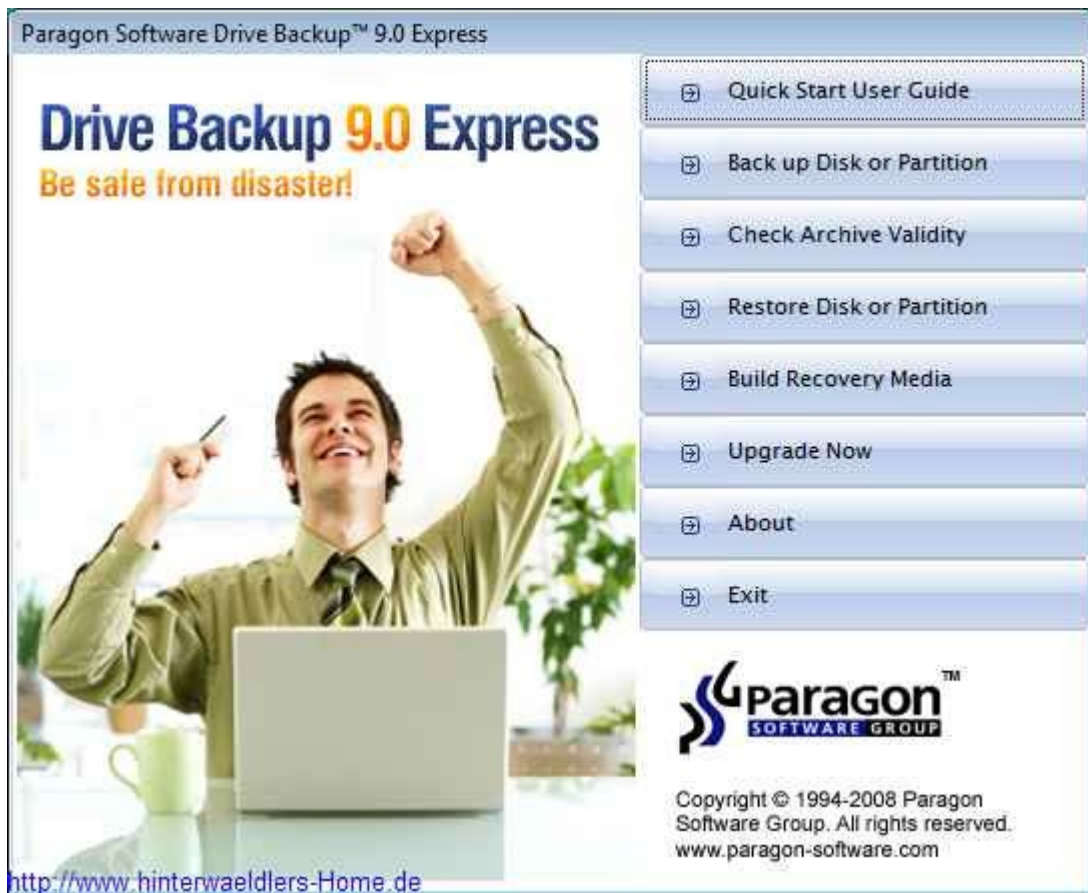 Paragon Software Drive Backup™ 9.0 Express
Drive Backup 9.0 Express
Be safe from disaster!
Quick Start User Guide
Back up Disk or Partition
Check Archive Validity
Restore Disk or Partition
Build Recovery Media
Upgrade Now
About
Exit
Paragon™
SOFTWARE GROUP
Copyright © 1994-2008 Paragon
Software Group. All rights reserved.
www.paragon-software.com
http://www.hinterwaeldlers-Home.de